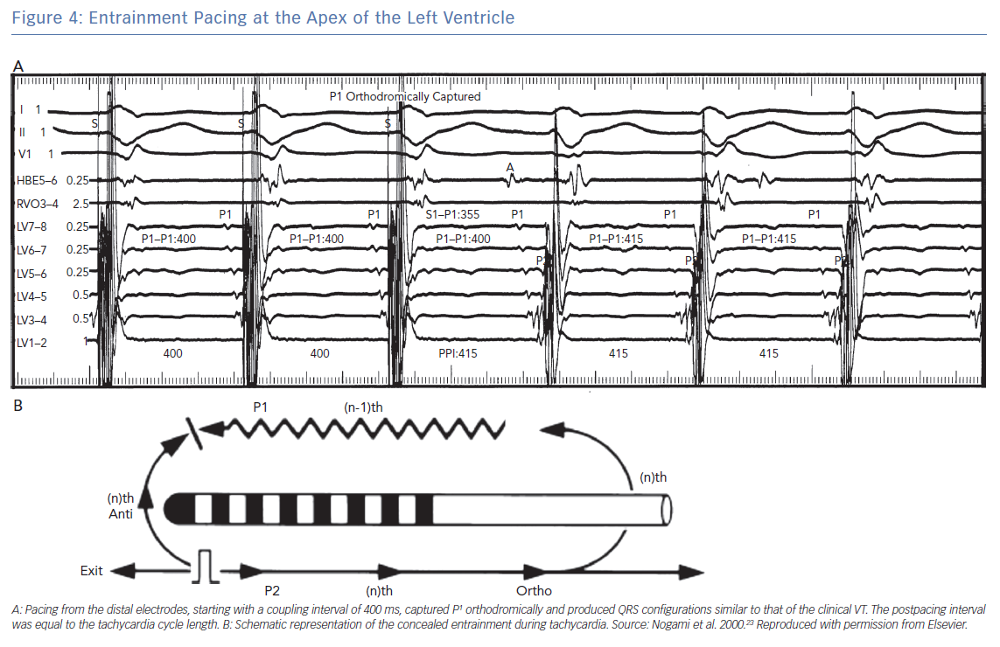 Figure 4: Entrainment Pacing at the Apex of the Left Ventricle
A
P1 Orthodromically Captured
I 1
S S S
II 1
V1 1
A
HBE5–6 0.25
RVO3–4 2.5
P1 P1 S1–P1:355 P1 P1 P1
LV7–8 0.25
P1–P1:400 P1–P1:400 P1–P1:400 P1–P1:415 P1–P1:415
LV6–7 0.25
P2 P2
LV5–6 0.25
LV4–5 0.5
LV3–4 0.5
LV1–2 1
400 400 PPI:415 415 415
B
P1 (n-1)th
(n)th
(n)th
Anti
Exit
P2 (n)th Ortho
A: Pacing from the distal electrodes, starting with a coupling interval of 400 ms, captured P¹ orthodromically and produced QRS configurations similar to that of the clinical VT. The postpacing interval
was equal to the tachycardia cycle length. B: Schematic representation of the concealed entrainment during tachycardia. Source: Nogami et al. 2000.²³ Reproduced with permission from Elsevier.